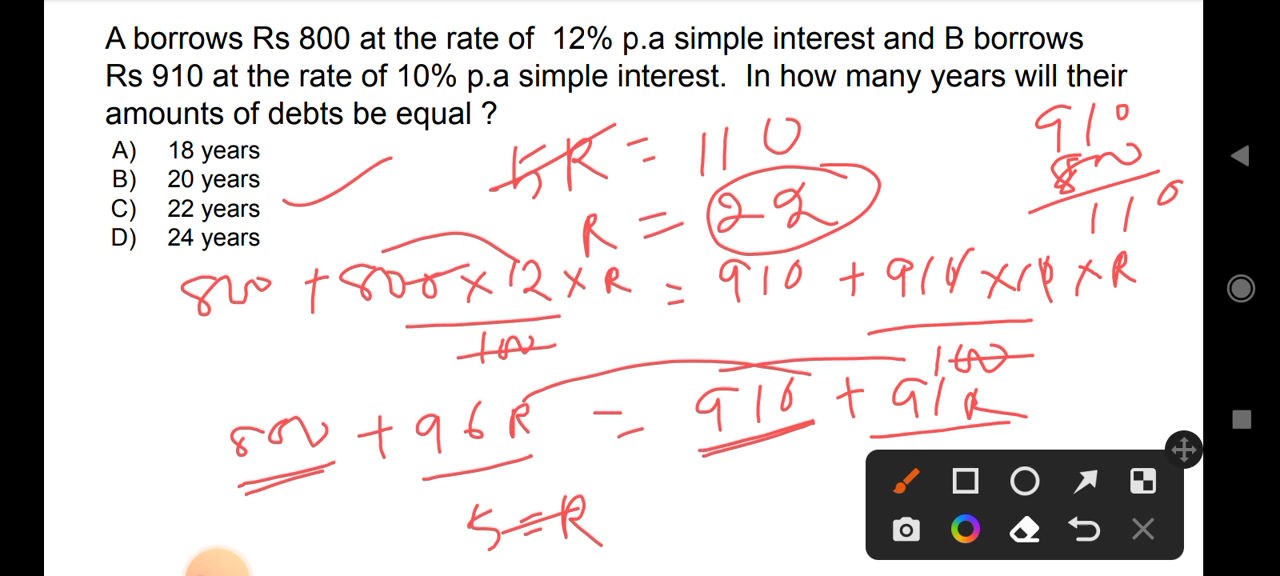 A borrows Rs 800 at the rate of 12% p.a simple interest and B borrows
Rs 910 at the rate of 10% p.a simple interest. In how many years will their
amounts of debts be equal ?
A) 18 years
B) 20 years
C) 22 years
D) 24 years
910
800
110
5R = 110
R = 22
800 + 800 x 12 x R = 910 + 910 x 10 x R
100 100
800 + 96R = 910 + 91R
5=R